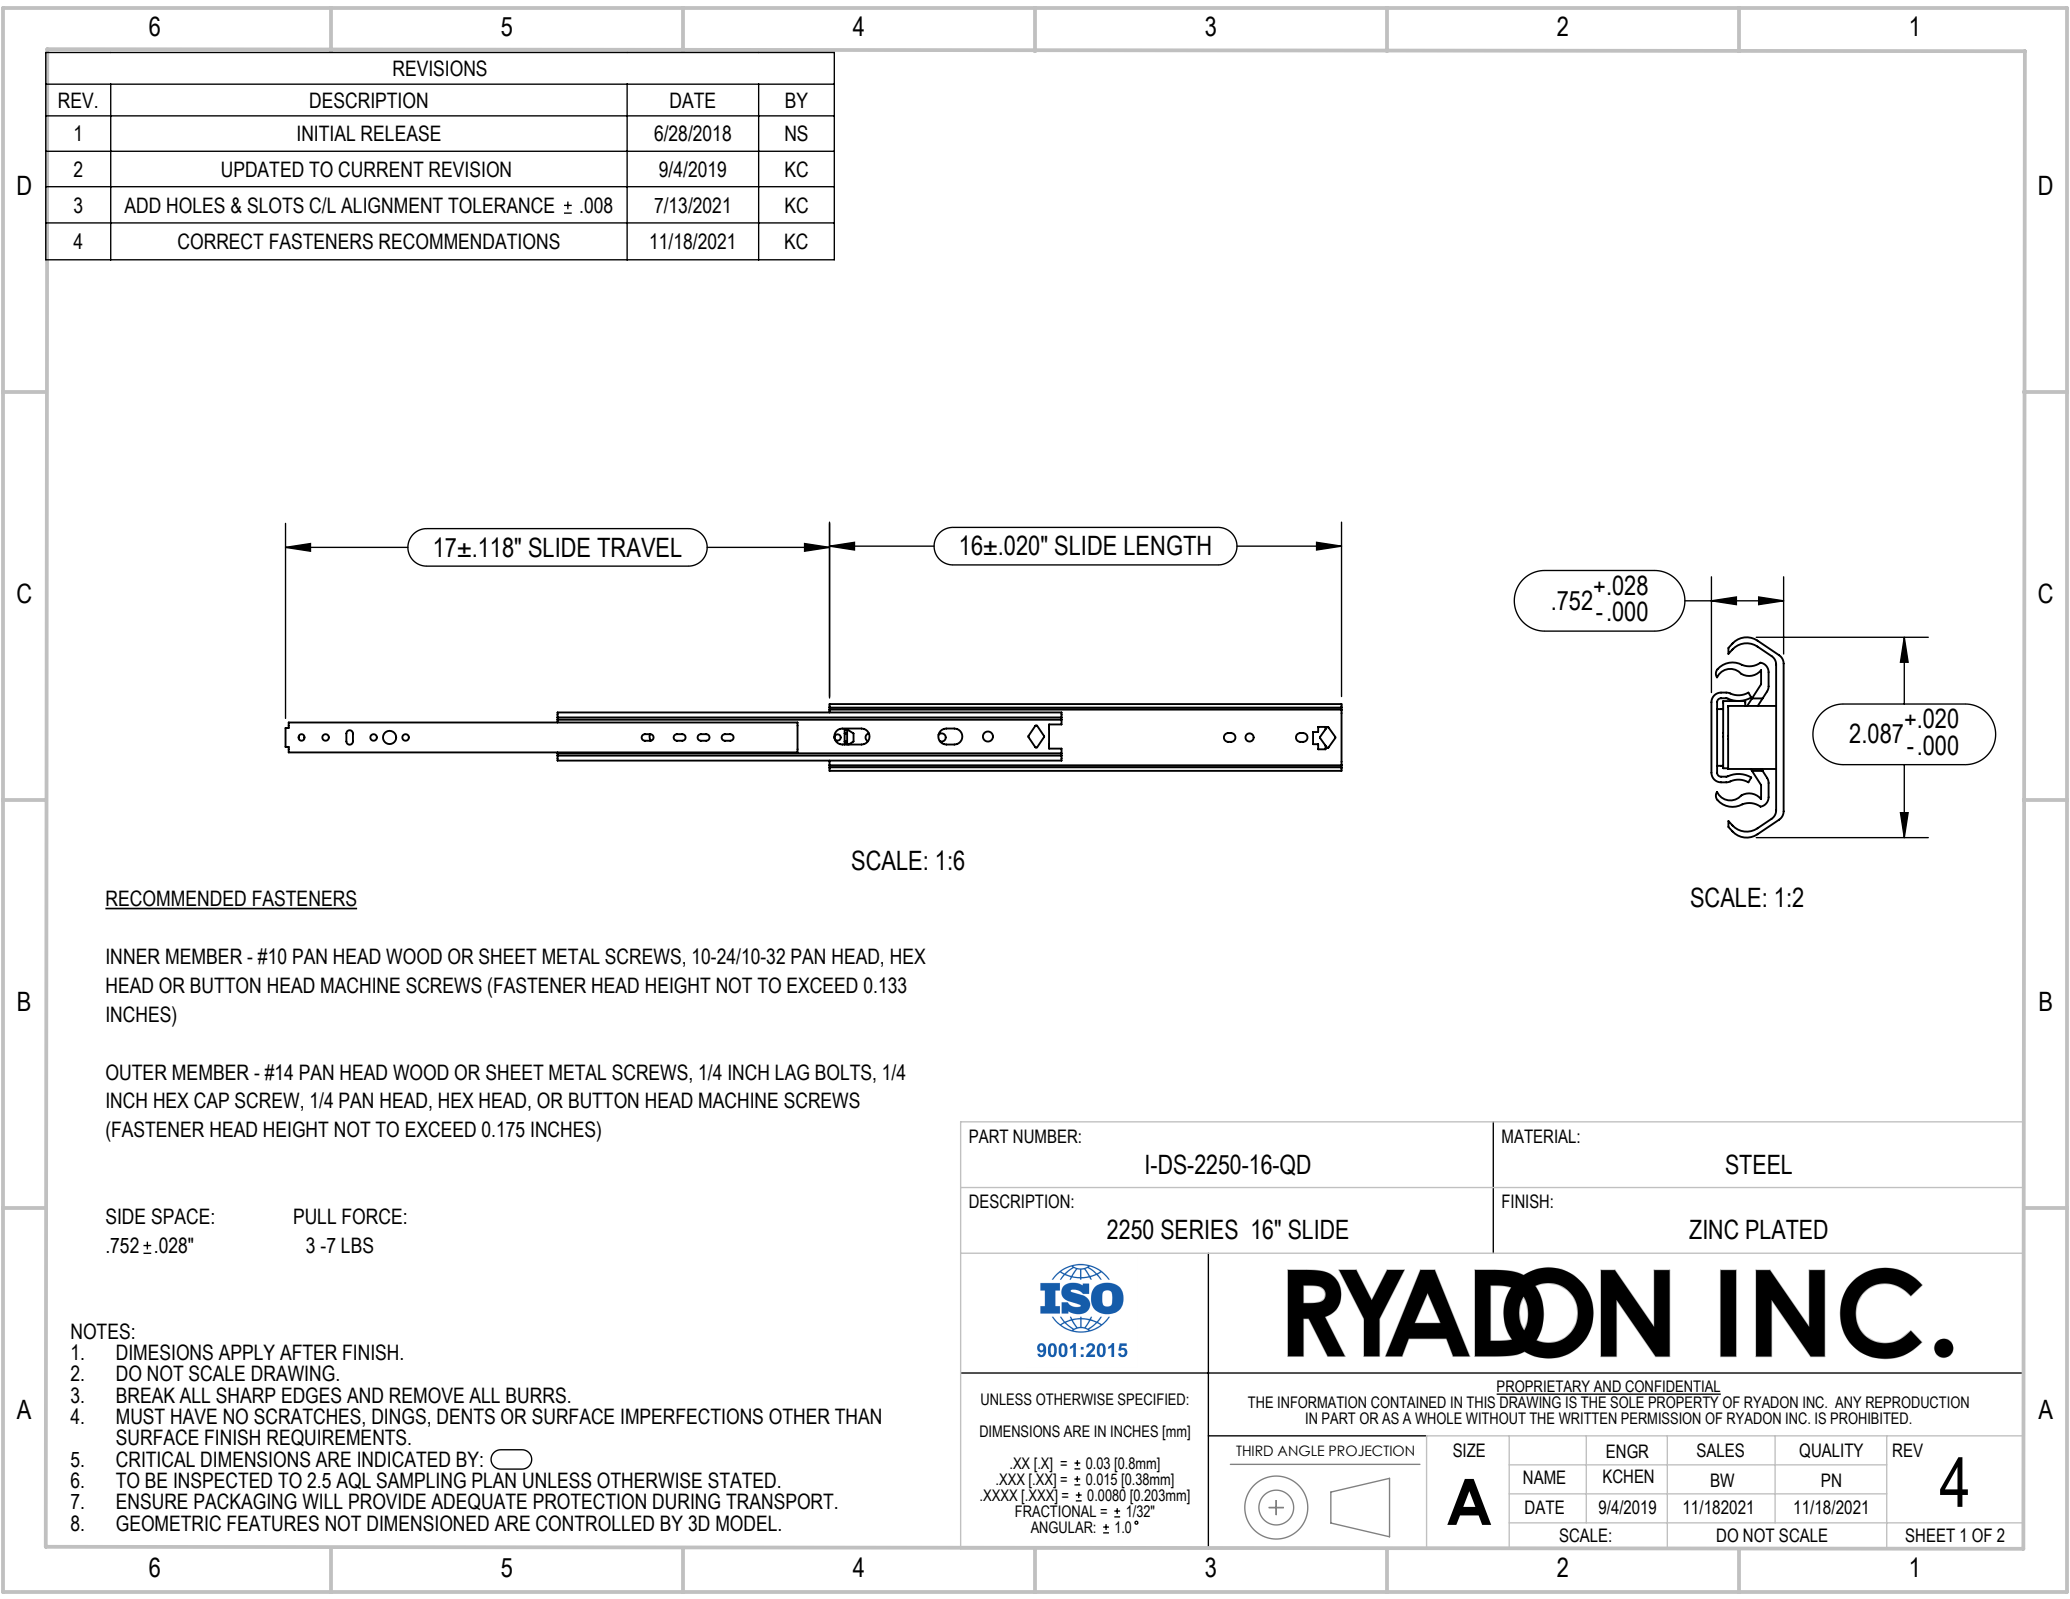 6 5 4 3 2 1
REVISIONS
REV. DESCRIPTION DATE BY
1 INITIAL RELEASE 6/28/2018 NS
2 UPDATED TO CURRENT REVISION 9/4/2019 KC
3 ADD HOLES & SLOTS C/L ALIGNMENT TOLERANCE ± .008 7/13/2021 KC
4 CORRECT FASTENERS RECOMMENDATIONS 11/18/2021 KC
D D
17±.118" SLIDE TRAVEL
16±.020" SLIDE LENGTH
C C
.752 +.028
-.000
2.087 +.020
-.000
SCALE: 1:6
SCALE: 1:2
RECOMMENDED FASTENERS
INNER MEMBER - #10 PAN HEAD WOOD OR SHEET METAL SCREWS, 10-24/10-32 PAN HEAD, HEX
HEAD OR BUTTON HEAD MACHINE SCREWS (FASTENER HEAD HEIGHT NOT TO EXCEED 0.133
INCHES)
B B
OUTER MEMBER - #14 PAN HEAD WOOD OR SHEET METAL SCREWS, 1/4 INCH LAG BOLTS, 1/4
INCH HEX CAP SCREW, 1/4 PAN HEAD, HEX HEAD, OR BUTTON HEAD MACHINE SCREWS
(FASTENER HEAD HEIGHT NOT TO EXCEED 0.175 INCHES)
SIDE SPACE: PULL FORCE:
.752 ± .028" 3 -7 LBS
NOTES:
1. DIMESIONS APPLY AFTER FINISH.
2. DO NOT SCALE DRAWING.
3. BREAK ALL SHARP EDGES AND REMOVE ALL BURRS.
4. MUST HAVE NO SCRATCHES, DINGS, DENTS OR SURFACE IMPERFECTIONS OTHER THAN
SURFACE FINISH REQUIREMENTS.
5. CRITICAL DIMENSIONS ARE INDICATED BY:
6. TO BE INSPECTED TO 2.5 AQL SAMPLING PLAN UNLESS OTHERWISE STATED.
7. ENSURE PACKAGING WILL PROVIDE ADEQUATE PROTECTION DURING TRANSPORT.
8. GEOMETRIC FEATURES NOT DIMENSIONED ARE CONTROLLED BY 3D MODEL.
A A
PART NUMBER:
I-DS-2250-16-QD
MATERIAL:
STEEL
DESCRIPTION:
2250 SERIES 16" SLIDE
FINISH:
ZINC PLATED
ISO
9001:2015
RYADON INC.
UNLESS OTHERWISE SPECIFIED:
DIMENSIONS ARE IN INCHES [mm]
.XX [.X] = ± 0.03 [0.8mm]
.XXX [.XX] = ± 0.015 [0.38mm]
.XXXX [.XXX] = ± 0.0080 [0.203mm]
FRACTIONAL = ± 1/32"
ANGULAR: ± 1.0°
PROPRIETARY AND CONFIDENTIAL
THE INFORMATION CONTAINED IN THIS DRAWING IS THE SOLE PROPERTY OF RYADON INC. ANY REPRODUCTION
IN PART OR AS A WHOLE WITHOUT THE WRITTEN PERMISSION OF RYADON INC. IS PROHIBITED.
THIRD ANGLE PROJECTION
SIZE
A
ENGR SALES QUALITY
NAME KCHEN BW PN
DATE 9/4/2019 11/182021 11/18/2021
SCALE: DO NOT SCALE
REV
4
SHEET 1 OF 2
6 5 4 3 2 1